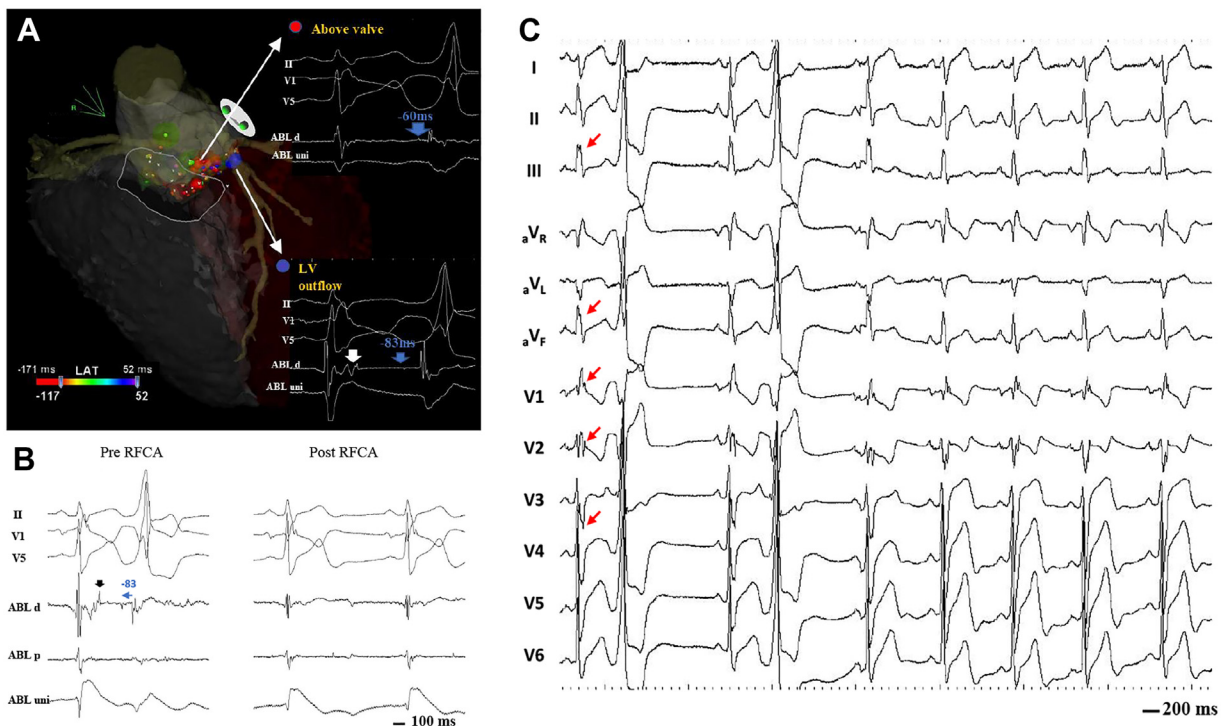 A
Above valve
II
V1
V5
-60ms
ABL d
ABL uni
R
LV
outflow
II
V1
V5
-83ms
ABL d
ABL uni
-171 ms LAT 52 ms
-117 52
B
Pre RFCA Post RFCA
II
V1
V5
-83
ABL d
ABL p
ABL uni
100 ms
C
I
II
III
aVR
aVL
aVF
V1
V2
V3
V4
V5
V6
200 ms